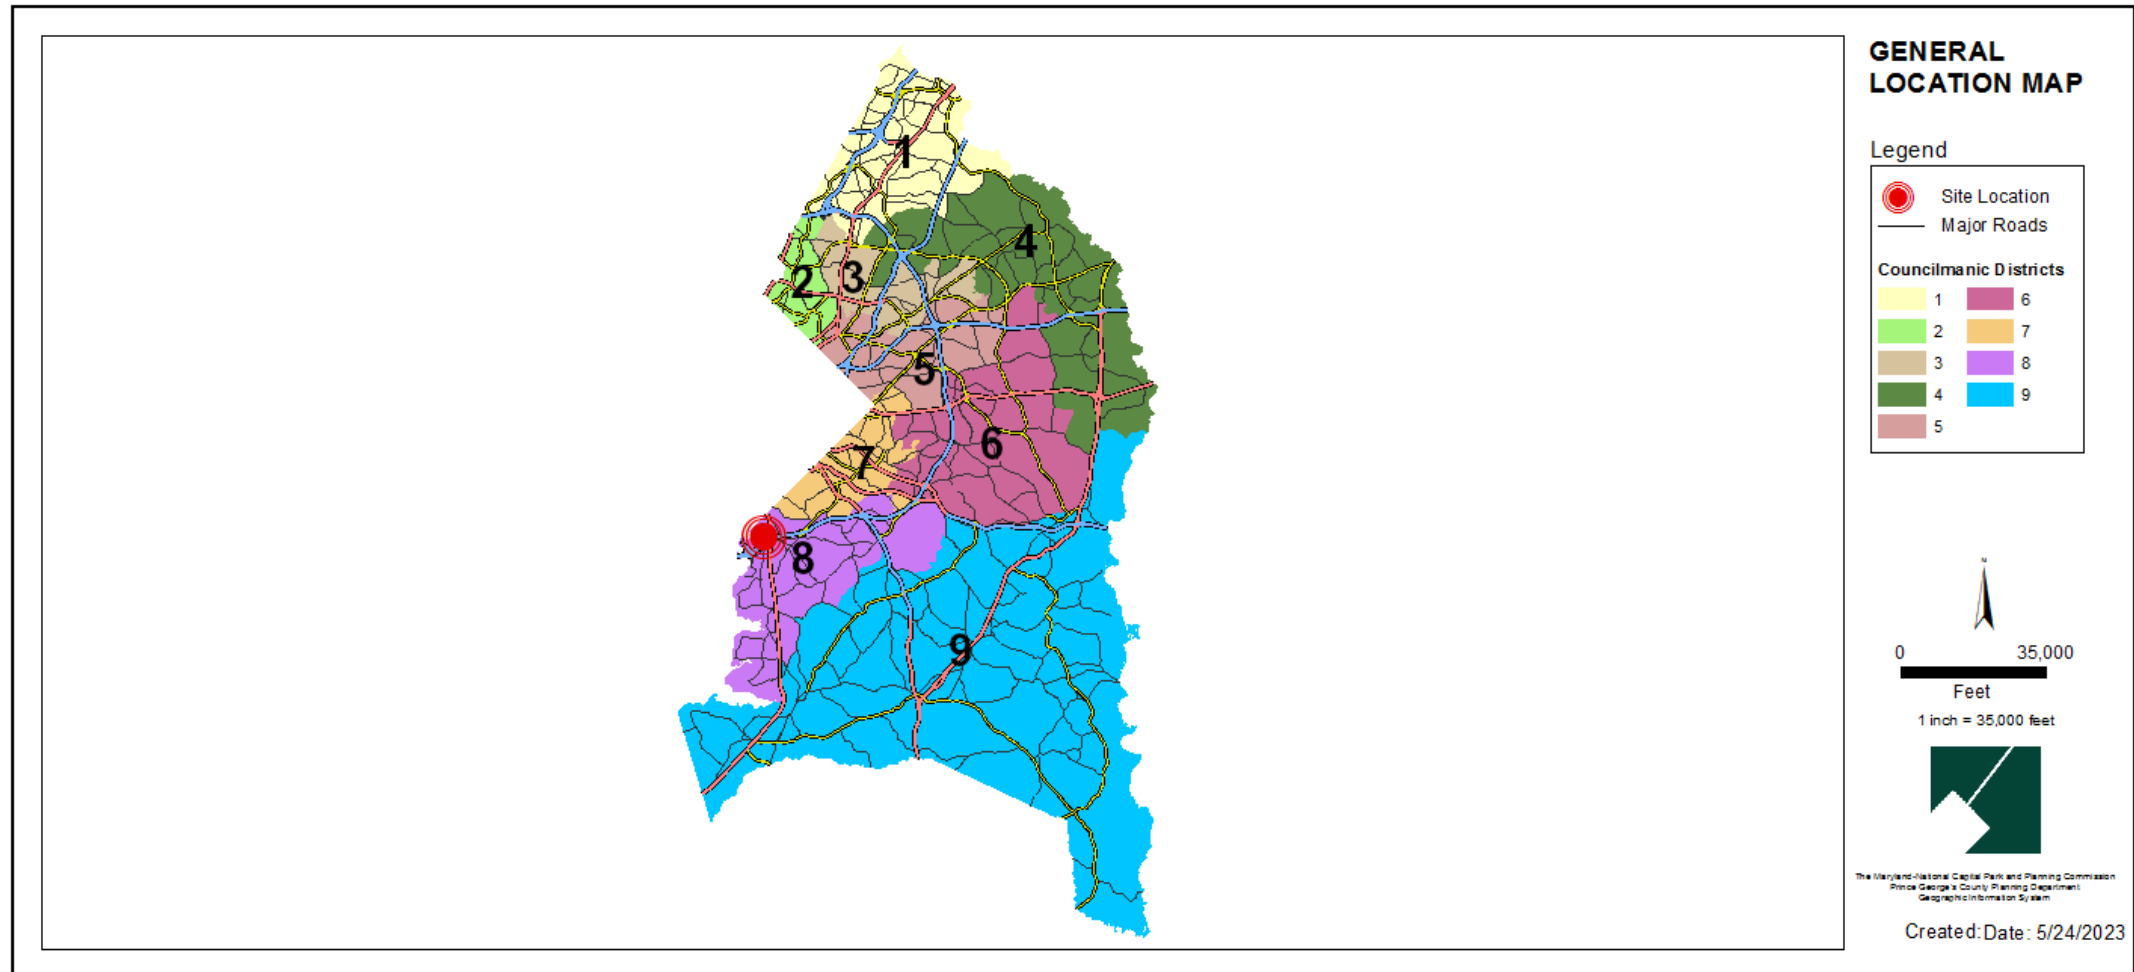 GENERAL
LOCATION MAP
Legend
Site Location
Major Roads
Councilmanic Districts
1 6
2 7
3 8
4 9
5
1
2
3
4
5
6
7
8
9
N
0 35,000
Feet
1 inch = 35,000 feet
The Maryland-National Capital Park and Planning Commission
Prince George's County Planning Department
Geographic Information System
Created: Date: 5/24/2023